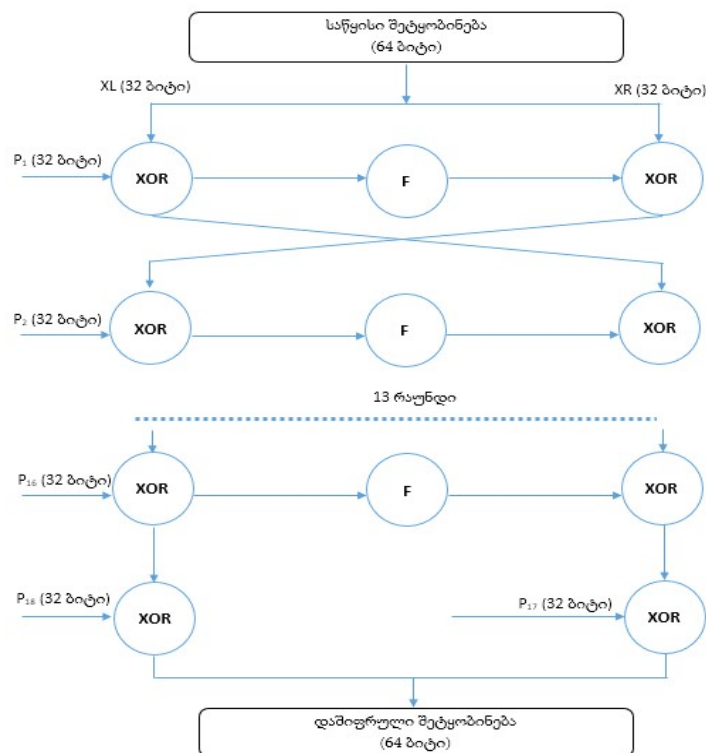 საწყისი შეტყობინება
(64 ბიტი)
XL (32 ბიტი)
XR (32 ბიტი)
P₁ (32 ბიტი)
XOR
F
XOR
P₂ (32 ბიტი)
XOR
F
XOR
13 რაუნდი
P₁₆ (32 ბიტი)
XOR
F
XOR
P₁₈ (32 ბიტი)
XOR
P₁₇ (32 ბიტი)
XOR
დაშიფრული შეტყობინება
(64 ბიტი)